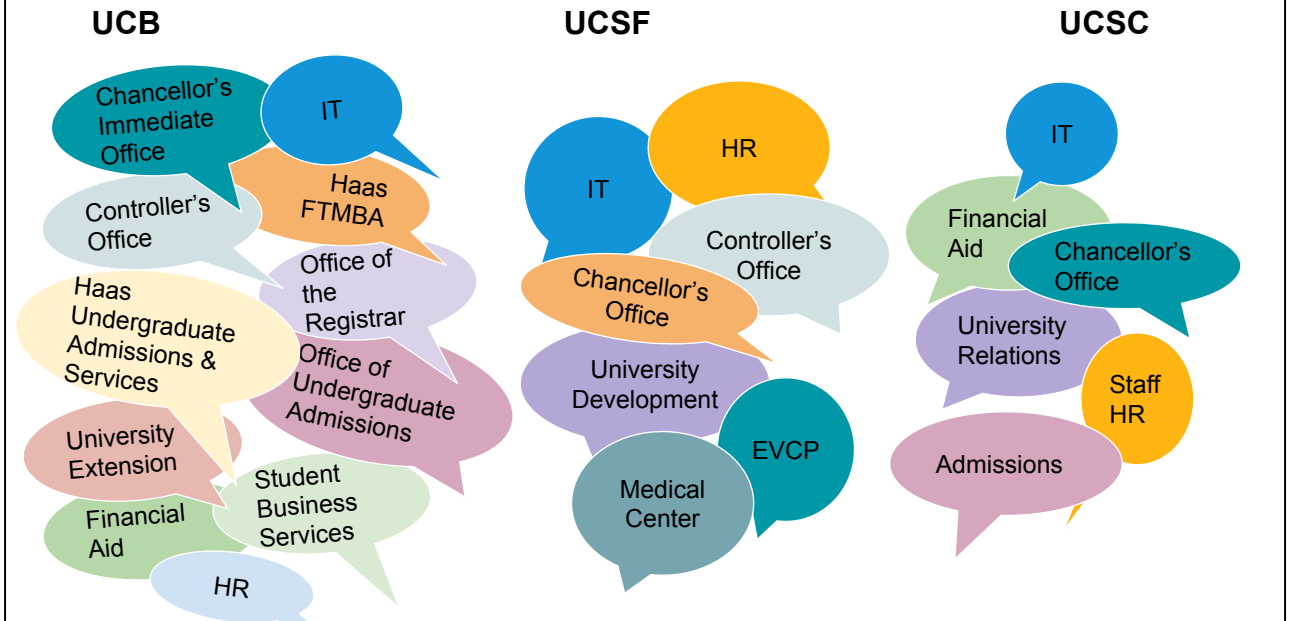 UCB
Chancellor's
Immediate
Office
IT
Haas
FTMBA
Controller's
Office
Office of
the
Registrar
Haas
Undergraduate
Admissions &
Services
Office of
Undergraduate
Admissions
University
Extension
Student
Business
Services
Financial
Aid
HR
UCSF
HR
IT
Controller's
Office
Chancellor's
Office
University
Development
EVCP
Medical
Center
UCSC
IT
Financial
Aid
Chancellor's
Office
University
Relations
Staff
HR
Admissions